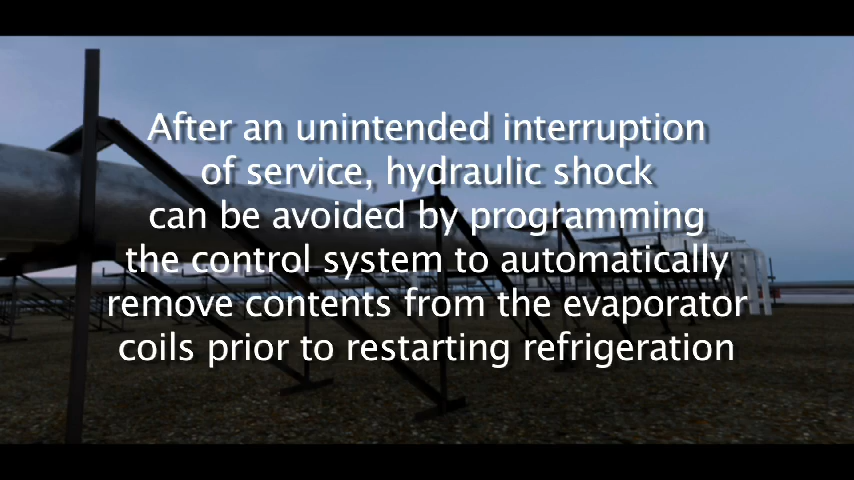 After an unintended interruption
of service, hydraulic shock
can be avoided by programming
the control system to automatically
remove contents from the evaporator
coils prior to restarting refrigeration